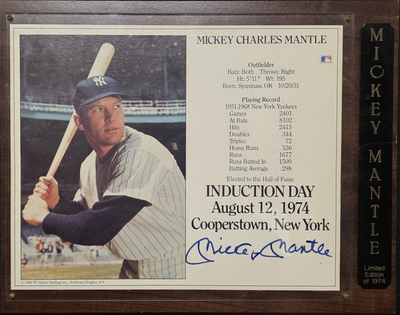 MICKEY CHARLES MANTLE
Outfielder
Bats: Both Throws: Right
Ht: 5'11" Wt: 195
Born: Spavinaw, OK 10/20/31
Playing Record
1951-1968 New York Yankees
Games 2401
At Bats 8102
Hits 2415
Doubles 344
Triples 72
Home Runs 536
Runs 1677
Runs Batted In 1509
Batting Average .298
Elected to the Hall of Fame
INDUCTION DAY
August 12, 1974
Cooperstown, New York
Mickey Mantle
MICKEY MANTLE
Limited
Edition
of 1974